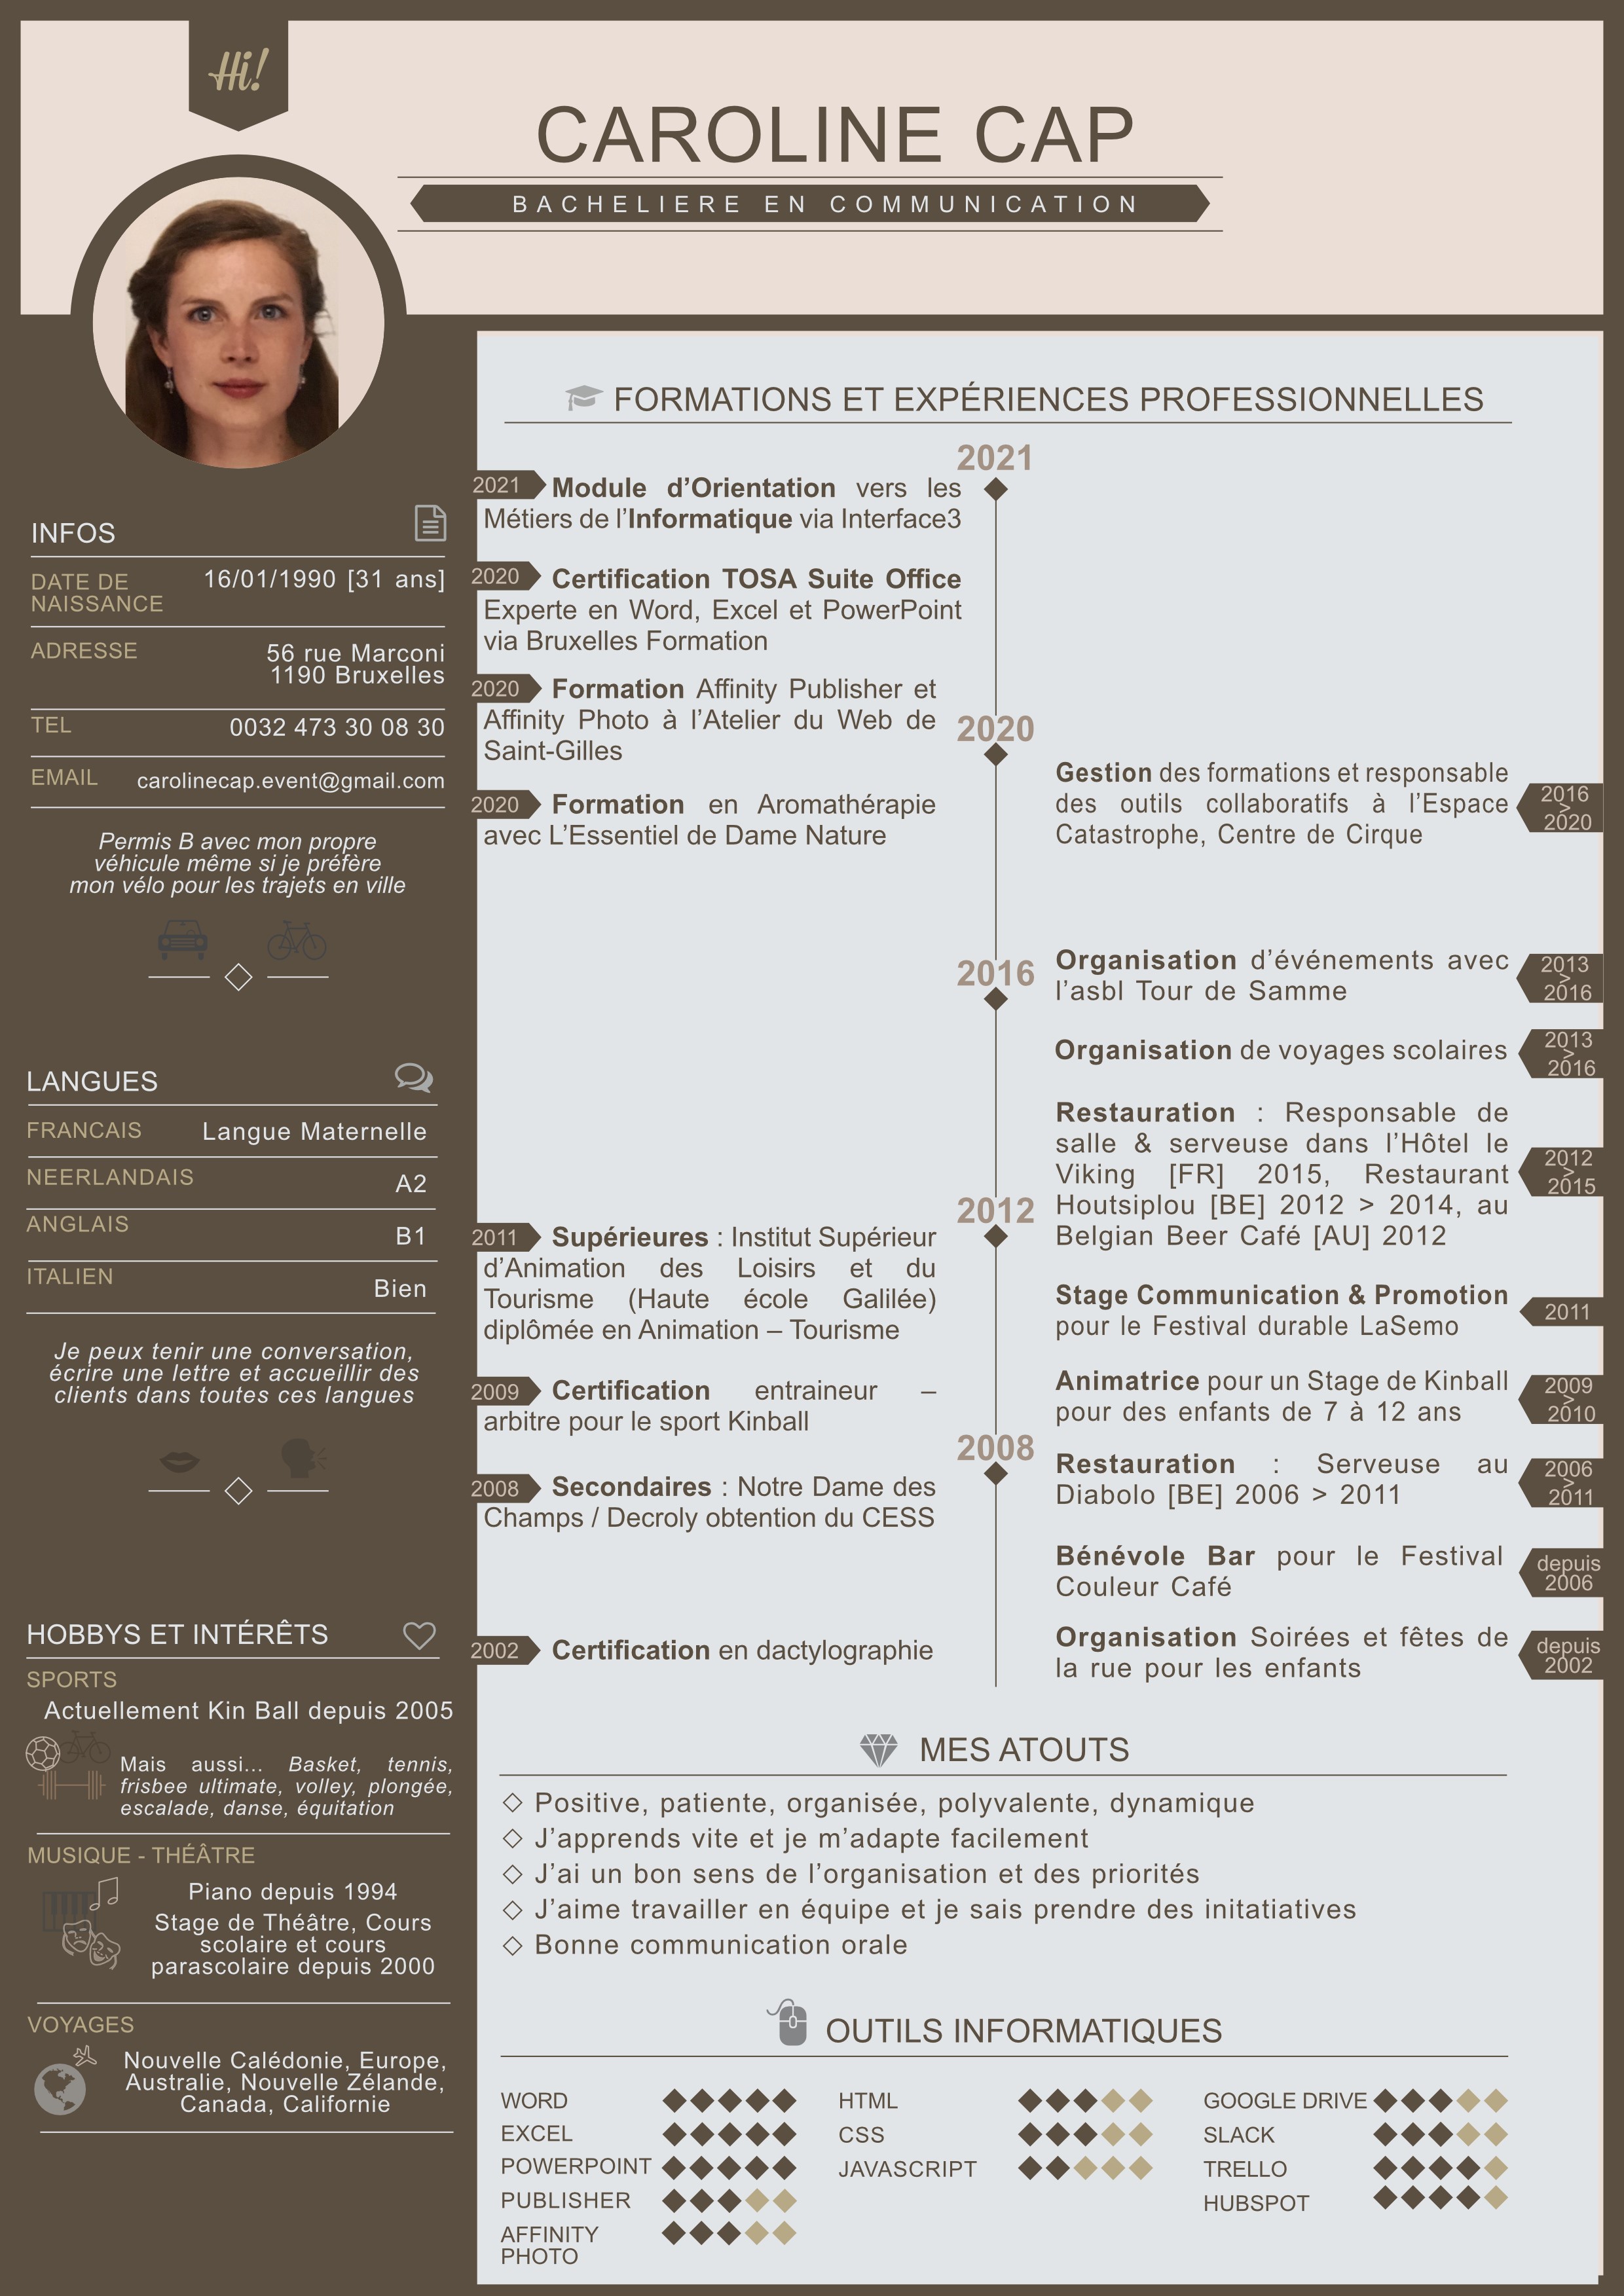 Hi!
CAROLINE CAP
BACHELIERE EN COMMUNICATION
INFOS
DATE DE
NAISSANCE
16/01/1990 [31 ans]
ADRESSE
56 rue Marconi
1190 Bruxelles
TEL
0032 473 30 08 30
EMAIL
carolinecap.event@gmail.com
Permis B avec mon propre
véhicule même si je préfère
mon vélo pour les trajets en ville
LANGUES
FRANCAIS
Langue Maternelle
NEERLANDAIS
A2
ANGLAIS
B1
ITALIEN
Bien
Je peux tenir une conversation,
écrire une lettre et accueillir des
clients dans toutes ces langues
HOBBYS ET INTÉRÊTS
SPORTS
Actuellement Kin Ball depuis 2005
Mais aussi... Basket, tennis,
frisbee ultimate, volley, plongée,
escalade, danse, équitation
MUSIQUE - THÉÂTRE
Piano depuis 1994
Stage de Théâtre, Cours
scolaire et cours
parascolaire depuis 2000
VOYAGES
Nouvelle Calédonie, Europe,
Australie, Nouvelle Zélande,
Canada, Californie
FORMATIONS ET EXPÉRIENCES PROFESSIONNELLES
2021
2021
Module d’Orientation vers les
Métiers de l’Informatique via Interface3
2020
Certification TOSA Suite Office
Experte en Word, Excel et PowerPoint
via Bruxelles Formation
2020
Formation Affinity Publisher et
Affinity Photo à l’Atelier du Web de
Saint-Gilles
2020
2020
Formation en Aromathérapie
avec L’Essentiel de Dame Nature
Gestion des formations et responsable
des outils collaboratifs à l’Espace
Catastrophe, Centre de Cirque
2016
>
2020
2016
Organisation d’événements avec
l’asbl Tour de Samme
2013
>
2016
Organisation de voyages scolaires
2013
>
2016
Restauration : Responsable de
salle & serveuse dans l’Hôtel le
Viking [FR] 2015, Restaurant
Houtsiplou [BE] 2012 > 2014, au
Belgian Beer Café [AU] 2012
2012
>
2015
2012
2011
Supérieures : Institut Supérieur
d’Animation des Loisirs et du
Tourisme (Haute école Galilée)
diplômée en Animation – Tourisme
Stage Communication & Promotion
pour le Festival durable LaSemo
2011
2009
Certification entraineur –
arbitre pour le sport Kinball
Animatrice pour un Stage de Kinball
pour des enfants de 7 à 12 ans
2009
>
2010
2008
2008
Secondaires : Notre Dame des
Champs / Decroly obtention du CESS
Restauration : Serveuse au
Diabolo [BE] 2006 > 2011
2006
>
2011
Bénévole Bar pour le Festival
Couleur Café
depuis
2006
2002
Certification en dactylographie
Organisation Soirées et fêtes de
la rue pour les enfants
depuis
2002
MES ATOUTS
Positive, patiente, organisée, polyvalente, dynamique
J’apprends vite et je m’adapte facilement
J’ai un bon sens de l’organisation et des priorités
J’aime travailler en équipe et je sais prendre des initatiatives
Bonne communication orale
OUTILS INFORMATIQUES
WORD
EXCEL
POWERPOINT
PUBLISHER
AFFINITY
PHOTO
HTML
CSS
JAVASCRIPT
GOOGLE DRIVE
SLACK
TRELLO
HUBSPOT